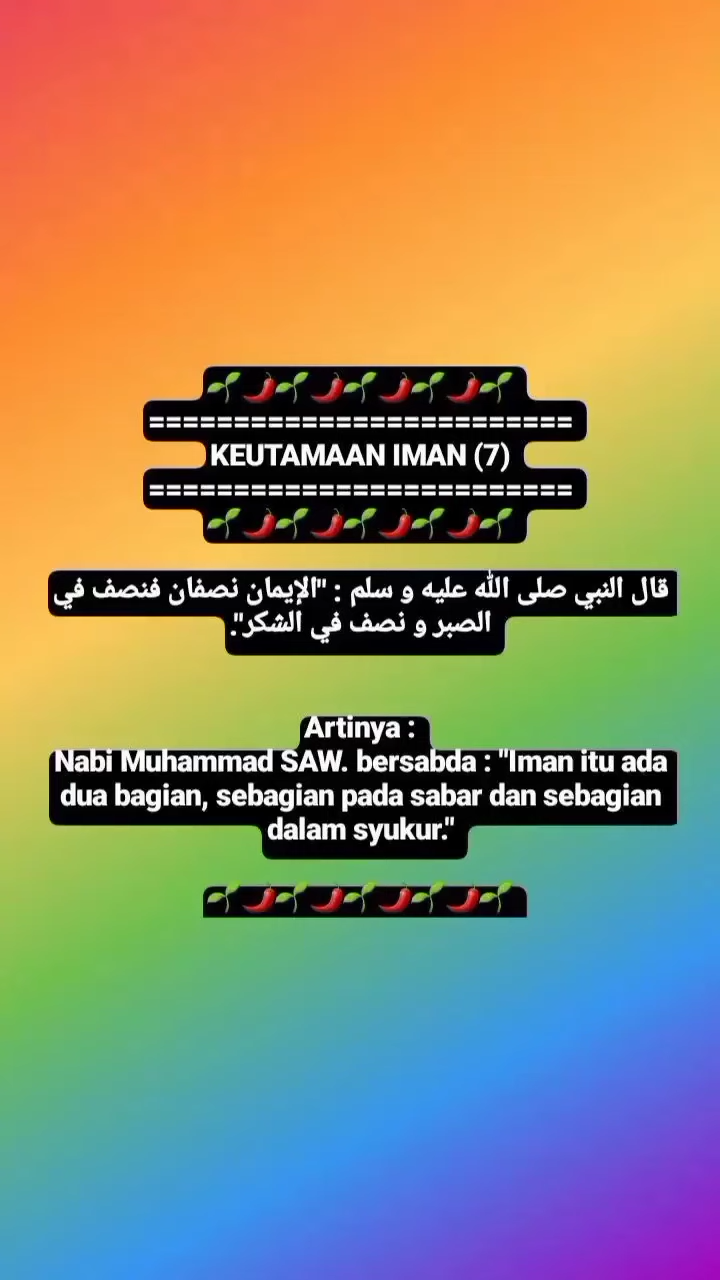 🌱🌶️🌱🌶️🌱🌶️🌱🌶️🌱
=========================
KEUTAMAAN IMAN (7)
=========================
🌱🌶️🌱🌶️🌱🌶️🌱🌶️🌱
قال النبي صلى الله عليه و سلم : "الإيمان نصفان فنصف في
الصبر و نصف في الشكر".
Artinya :
Nabi Muhammad SAW. bersabda : "Iman itu ada
dua bagian, sebagian pada sabar dan sebagian
dalam syukur."
🌱🌶️🌱🌶️🌱🌶️🌱🌶️🌱